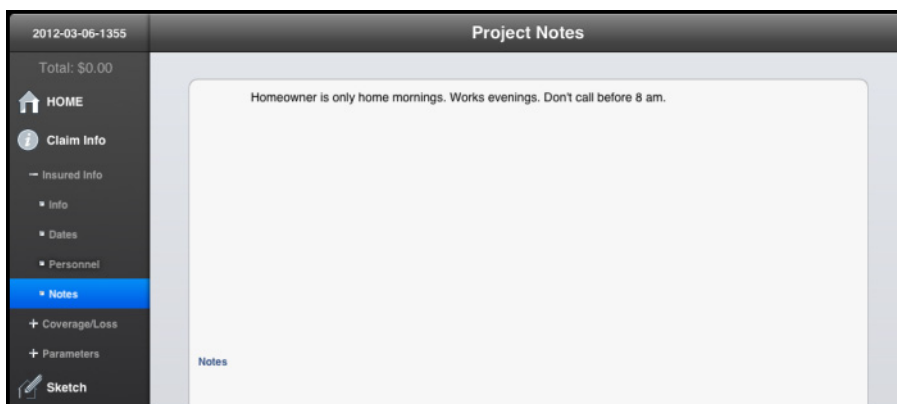 2012-03-06-1355
Project Notes
Total: $0.00
HOME
Claim Info
Insured Info
Info
Dates
Personnel
Notes
Coverage/Loss
Parameters
Sketch
Homeowner is only home mornings. Works evenings. Don't call before 8 am.
Notes